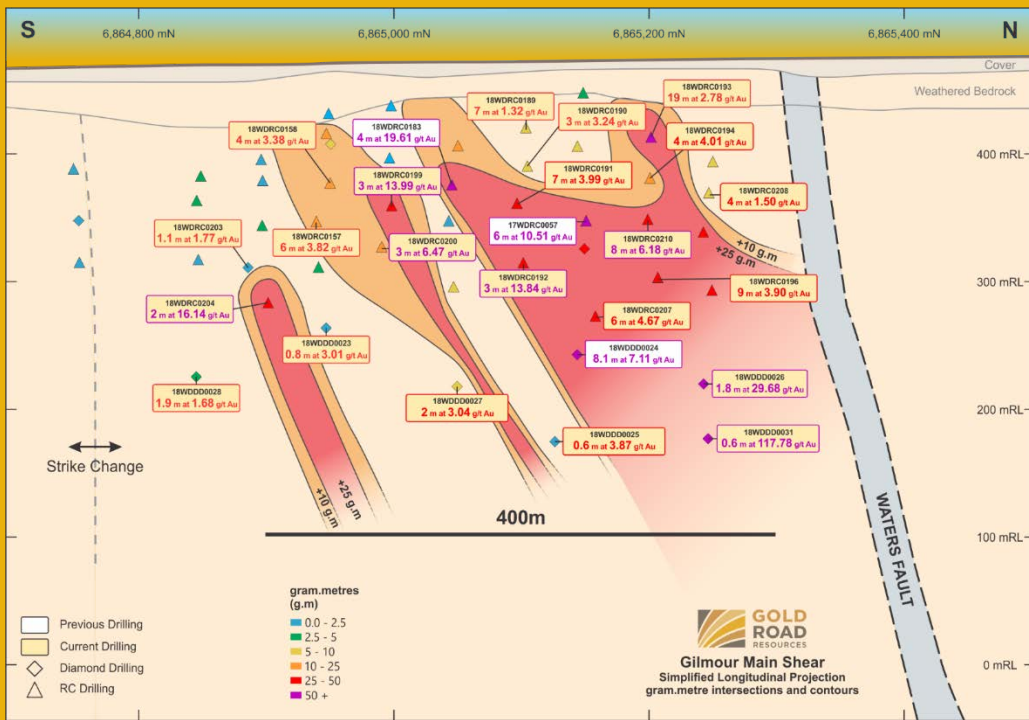 S
6,864,800 mN
6,865,000 mN
6,865,200 mN
6,865,400 mN
N
Cover
Weathered Bedrock
18WDRC0193
19 m at 2.78 g/t Au
18WDRC0189
7 m at 1.32 g/t Au
18WDRC0190
3 m at 3.24 g/t Au
18WDRC0158
4 m at 3.38 g/t Au
18WDRC0183
4 m at 19.61 g/t Au
18WDRC0194
4 m at 4.01 g/t Au
400 mRL
18WDRC0199
3 m at 13.99 g/t Au
18WDRC0191
7 m at 3.99 g/t Au
18WDRC0208
4 m at 1.50 g/t Au
18WDRC0203
1.1 m at 1.77 g/t Au
18WDRC0157
6 m at 3.82 g/t Au
18WDRC0200
3 m at 6.47 g/t Au
17WDRC0057
6 m at 10.51 g/t Au
18WDRC0210
8 m at 6.18 g/t Au
+10 g.m
+25 g.m
300 mRL
18WDRC0192
3 m at 13.84 g/t Au
18WDRC0196
9 m at 3.90 g/t Au
18WDRC0204
2 m at 16.14 g/t Au
18WDRC0207
6 m at 4.67 g/t Au
18WDDD0023
0.8 m at 3.01 g/t Au
18WDDD0024
8.1 m at 7.11 g/t Au
18WDDD0028
1.9 m at 1.68 g/t Au
18WDDD0027
2 m at 3.04 g/t Au
18WDDD0026
1.8 m at 29.68 g/t Au
200 mRL
18WDDD0025
0.6 m at 3.87 g/t Au
18WDDD0031
0.6 m at 117.78 g/t Au
Strike Change
+10 g.m
+25 g.m
400m
100 mRL
WATERS FAULT
gram.metres
(g.m)
0.0 - 2.5
2.5 - 5
5 - 10
10 - 25
25 - 50
50 +
Previous Drilling
Current Drilling
Diamond Drilling
RC Drilling
GOLD
ROAD
RESOURCES
Gilmour Main Shear
Simplified Longitudinal Projection
gram.metre intersections and contours
0 mRL